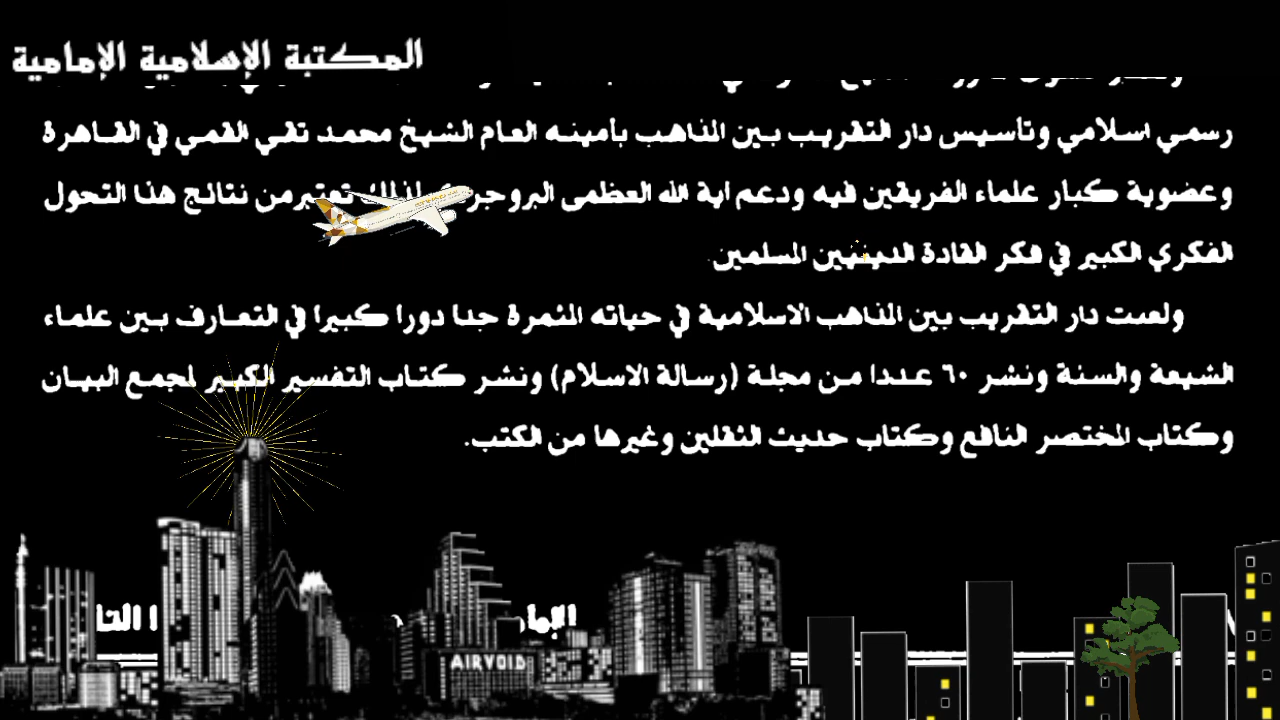 المكتبة الإسلامية الإمامية
رسمي اسلامي وتأسيس دار التقريب بين المذاهب بأمينه العام الشيخ محمد تقي القمي في القاهرة
وعضوية كبار علماء الفريقين فيه ودعم اية الله العظمى البروجر لذلك تعتبر من نتائج هذا التحول
الفكري الكبير في فكر القادة الدينيين المسلمين.
ولعبت دار التقريب بين المذاهب الاسلامية في حياته المثمرة جدا دورا كبيرا في التعارف بين علماء
الشيعة والسنة ونشر ٦٠ عددا من مجلة (رسالة الاسلام) ونشر كتاب التفسير الكبير لمجمع البيان
وكتاب المختصر النافع وكتاب حديث الثقلين وغيرها من الكتب.
AIRVOID